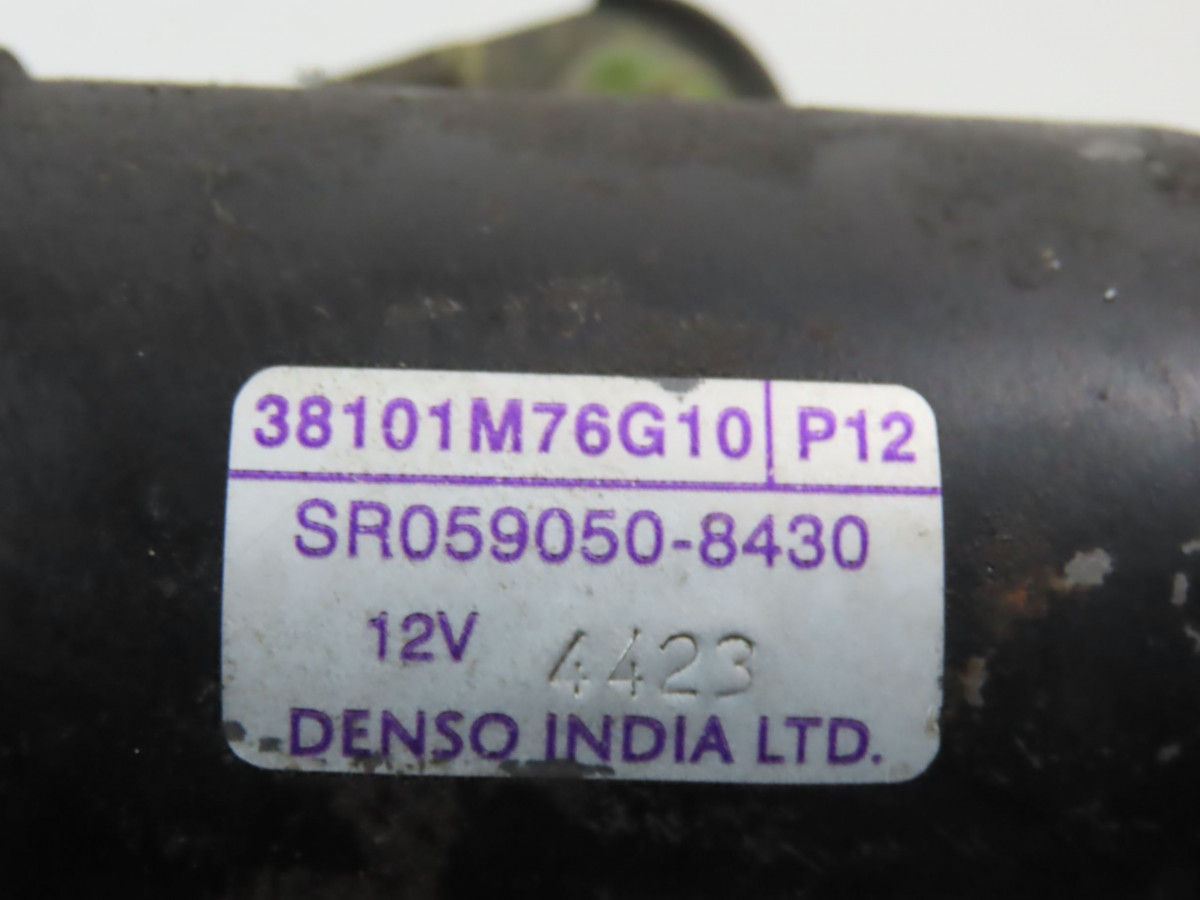 38101M76G10 P12
SR059050-8430
12V 4423
DENSO INDIA LTD.